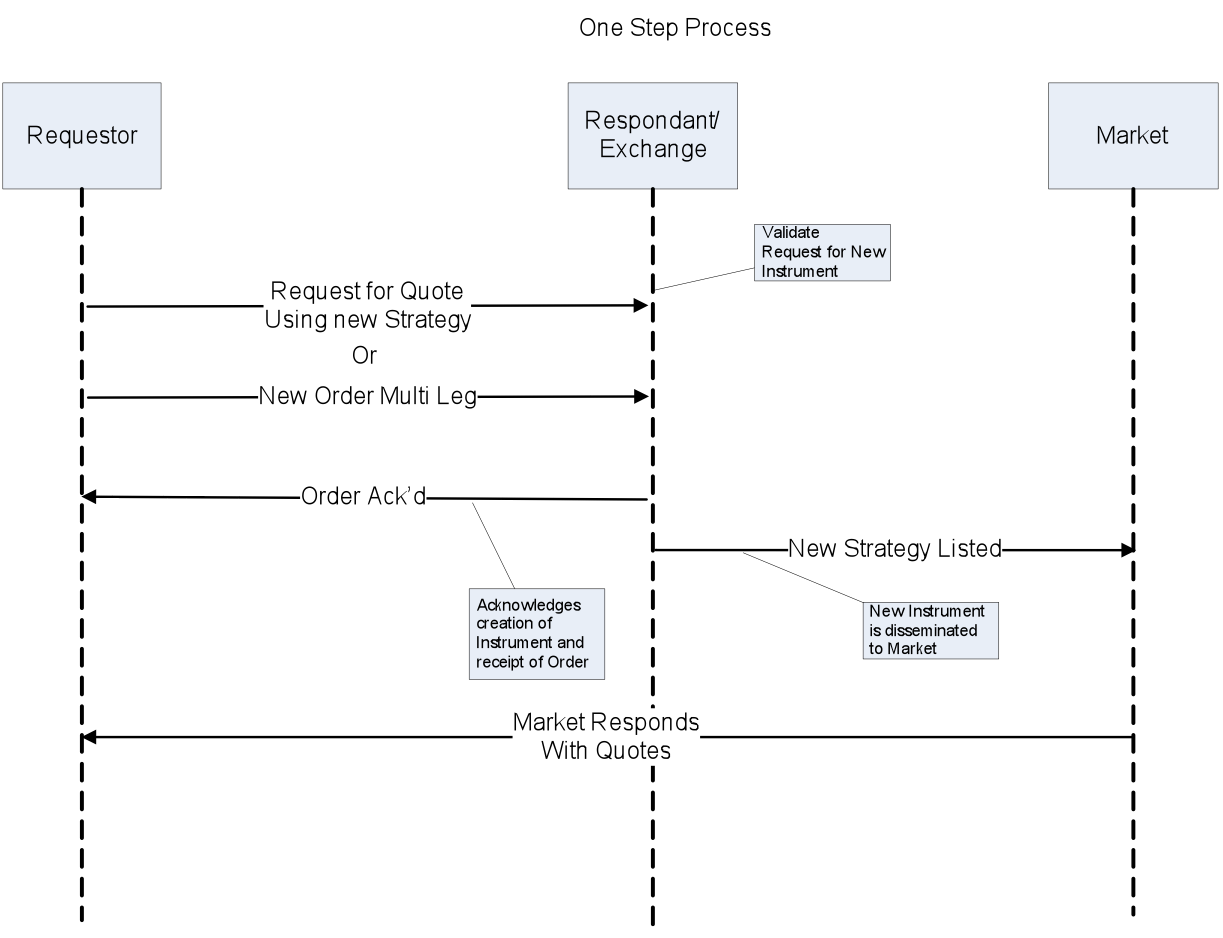 One Step Process
Requestor
Respondant/
Exchange
Market
Validate
Request for New
Instrument
Request for Quote
Using new Strategy
Or
New Order Multi Leg
Order Ack’d
New Strategy Listed
Acknowledges
creation of
Instrument and
receipt of Order
New Instrument
is disseminated
to Market
Market Responds
With Quotes